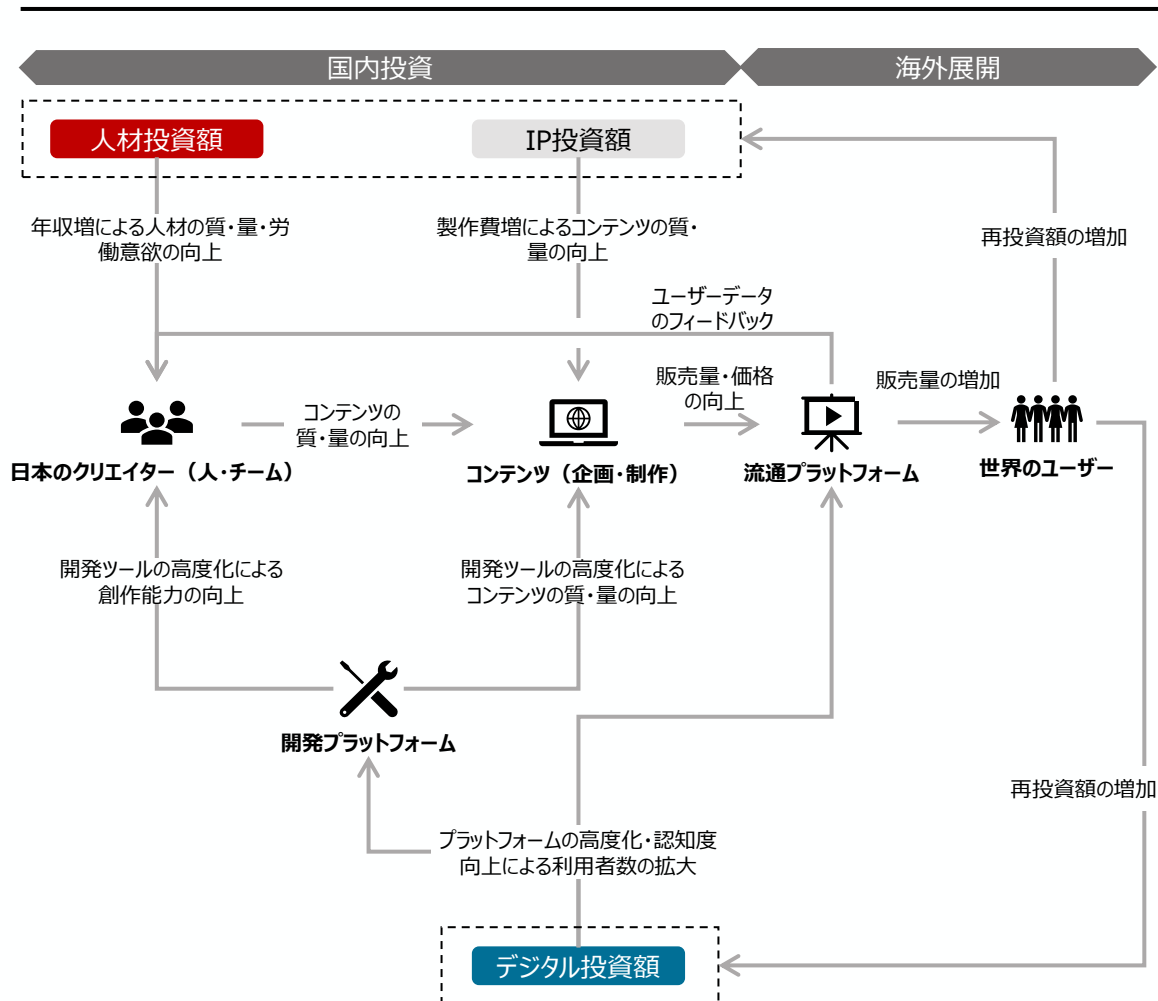 国内投資
海外展開
人材投資額
IP投資額
年収増による人材の質・量・労
働意欲の向上
製作費増によるコンテンツの質・
量の向上
再投資額の増加
ユーザーデータ
のフィードバック
コンテンツの
質・量の向上
販売量・価格
の向上
販売量の増加
日本のクリエイター（人・チーム）
コンテンツ（企画・制作）
流通プラットフォーム
世界のユーザー
開発ツールの高度化による
創作能力の向上
開発ツールの高度化による
コンテンツの質・量の向上
開発プラットフォーム
再投資額の増加
プラットフォームの高度化・認知度
向上による利用者数の拡大
デジタル投資額